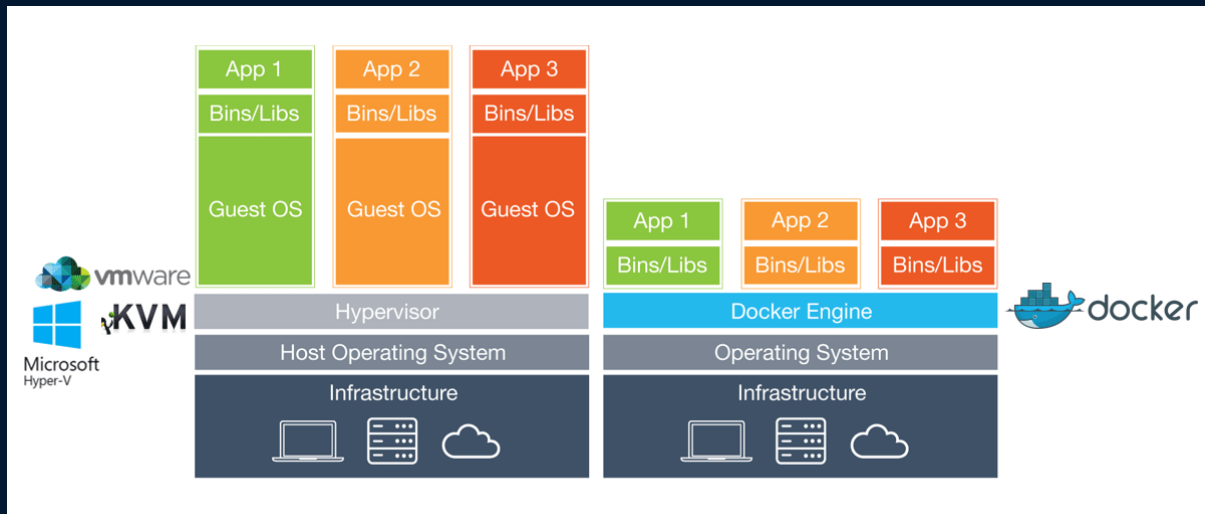 App 1
App 2
App 3
Bins/Libs
Bins/Libs
Bins/Libs
Guest OS
Guest OS
Guest OS
vmware
KVM
Microsoft
Hyper-V
Hypervisor
Host Operating System
Infrastructure
App 1
App 2
App 3
Bins/Libs
Bins/Libs
Bins/Libs
Docker Engine
docker
Operating System
Infrastructure